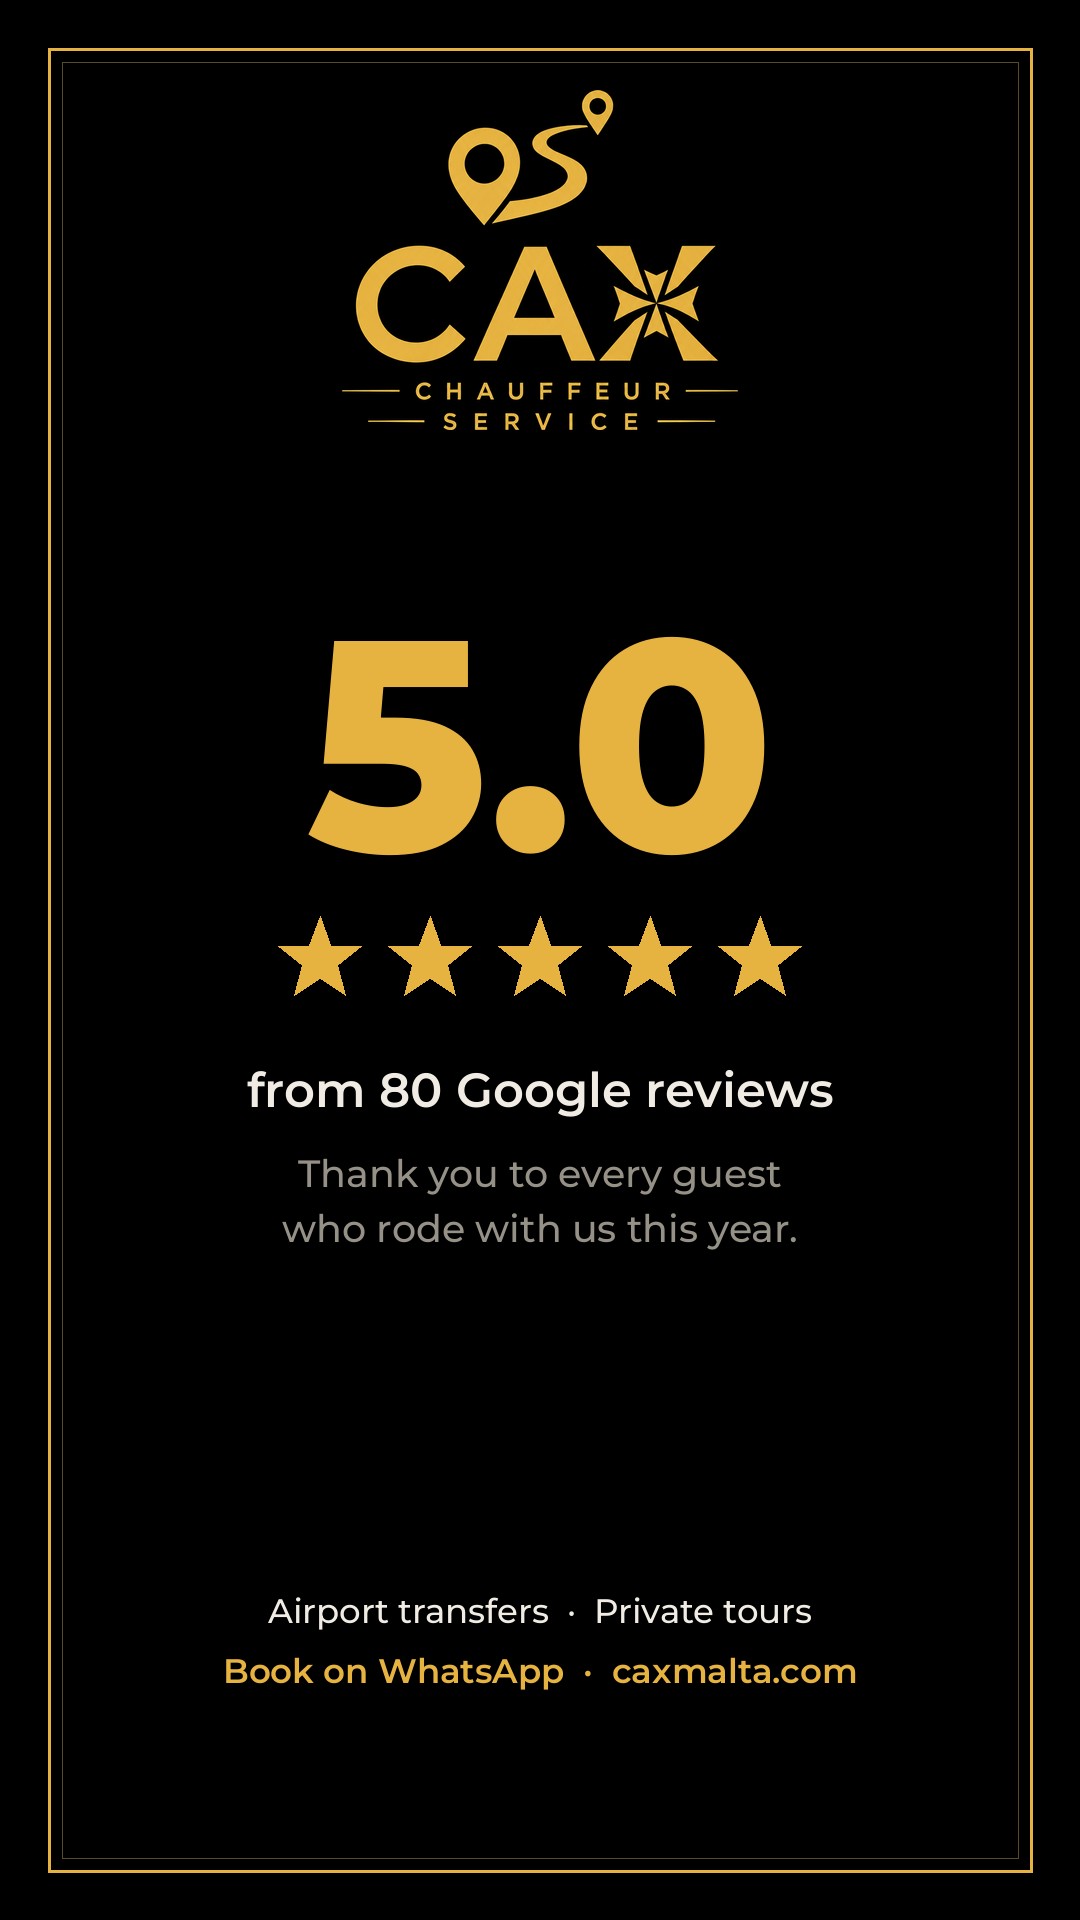 CAX
CHAUFFEUR
SERVICE
5.0
from 80 Google reviews
Thank you to every guest
who rode with us this year.
Airport transfers · Private tours
Book on WhatsApp · caxmalta.com